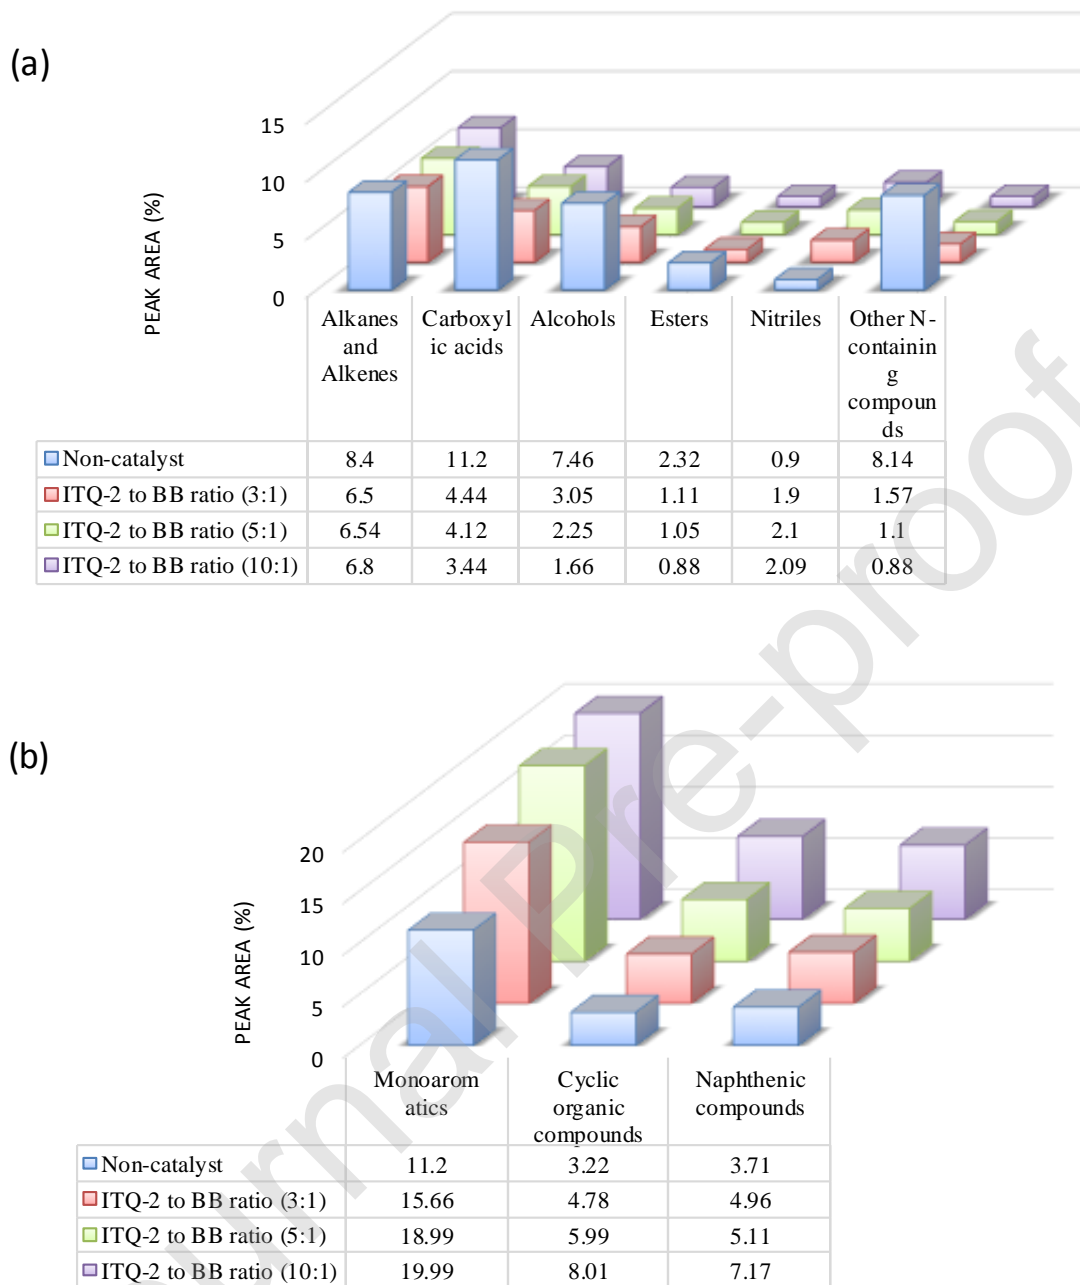 (a)
PEAK AREA (%)
15
10
5
0
Alkanes and Alkenes
Carboxyl ic acids
Alcohols
Esters
Nitriles
Other N- containin g compoun ds
Non-catalyst 8.4 11.2 7.46 2.32 0.9 8.14
ITQ-2 to BB ratio (3:1) 6.5 4.44 3.05 1.11 1.9 1.57
ITQ-2 to BB ratio (5:1) 6.54 4.12 2.25 1.05 2.1 1.1
ITQ-2 to BB ratio (10:1) 6.8 3.44 1.66 0.88 2.09 0.88
(b)
PEAK AREA (%)
20
15
10
5
0
Monoarom atics
Cyclic organic compounds
Naphthenic compounds
Non-catalyst 11.2 3.22 3.71
ITQ-2 to BB ratio (3:1) 15.66 4.78 4.96
ITQ-2 to BB ratio (5:1) 18.99 5.99 5.11
ITQ-2 to BB ratio (10:1) 19.99 8.01 7.17
urnal Pre-proof